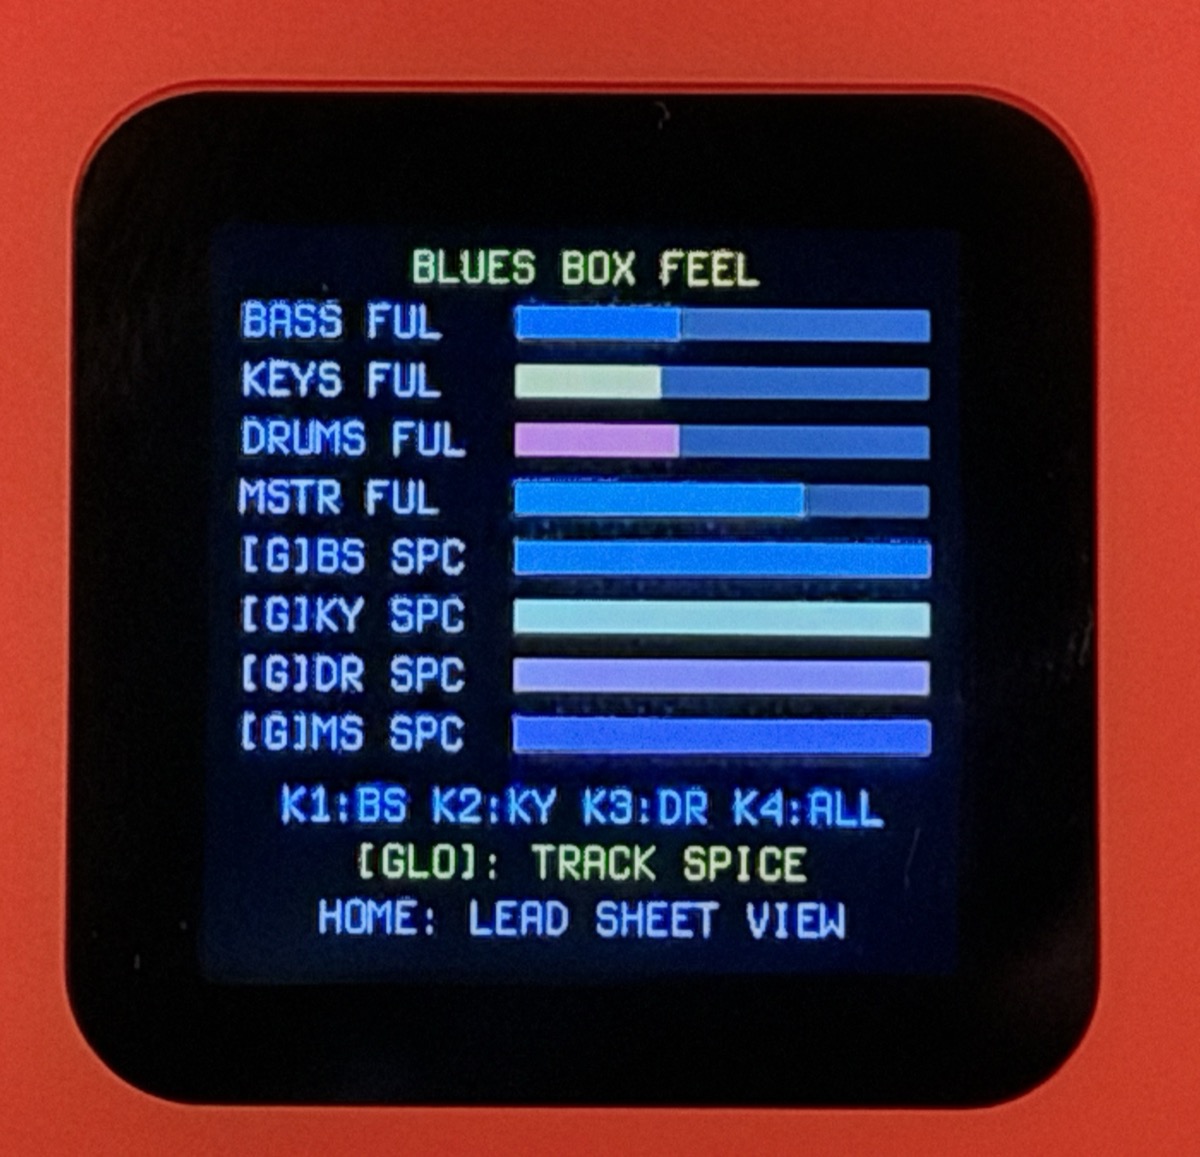 BLUES BOX FEEL
BASS FUL
KEYS FUL
DRUMS FUL
MSTR FUL
[G]BS SPC
[G]KY SPC
[G]DR SPC
[G]MS SPC
K1:BS K2:KY K3:DR K4:ALL
[GLO]: TRACK SPICE
HOME: LEAD SHEET VIEW